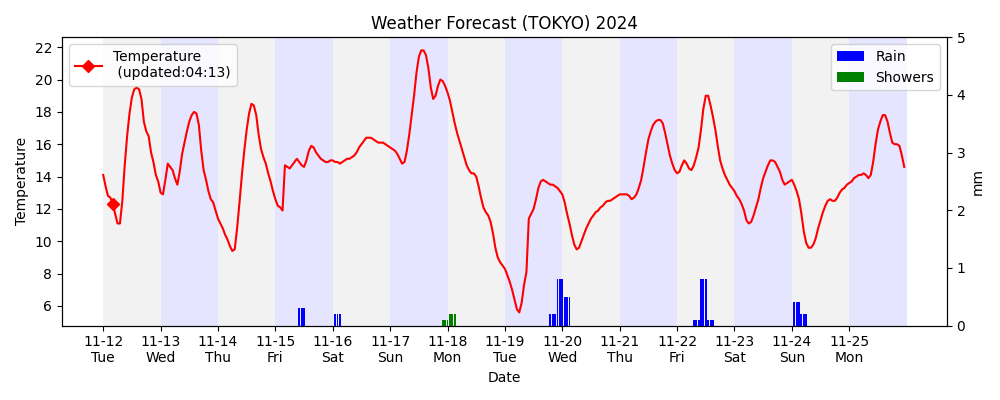 Weather Forecast (TOKYO) 2024
Temperature
(updated:04:13)
Rain
Showers
Temperature
22
20
18
16
14
12
10
8
6
5
4
3
2
1
0
mm
11-12 11-13 11-14 11-15 11-16 11-17 11-18 11-19 11-20 11-21 11-22 11-23 11-24 11-25
Tue Wed Thu Fri Sat Sun Mon Tue Wed Thu Fri Sat Sun Mon
Date